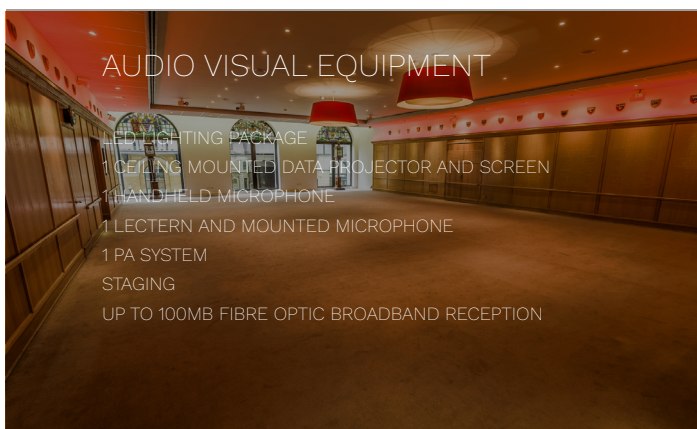 AUDIO VISUAL EQUIPMENT
LED LIGHTING PACKAGE
1 CEILING MOUNTED DATA PROJECTOR AND SCREEN
1 HANDHELD MICROPHONE
1 LECTERN AND MOUNTED MICROPHONE
1 PA SYSTEM
STAGING
UP TO 100MB FIBRE OPTIC BROADBAND RECEPTION